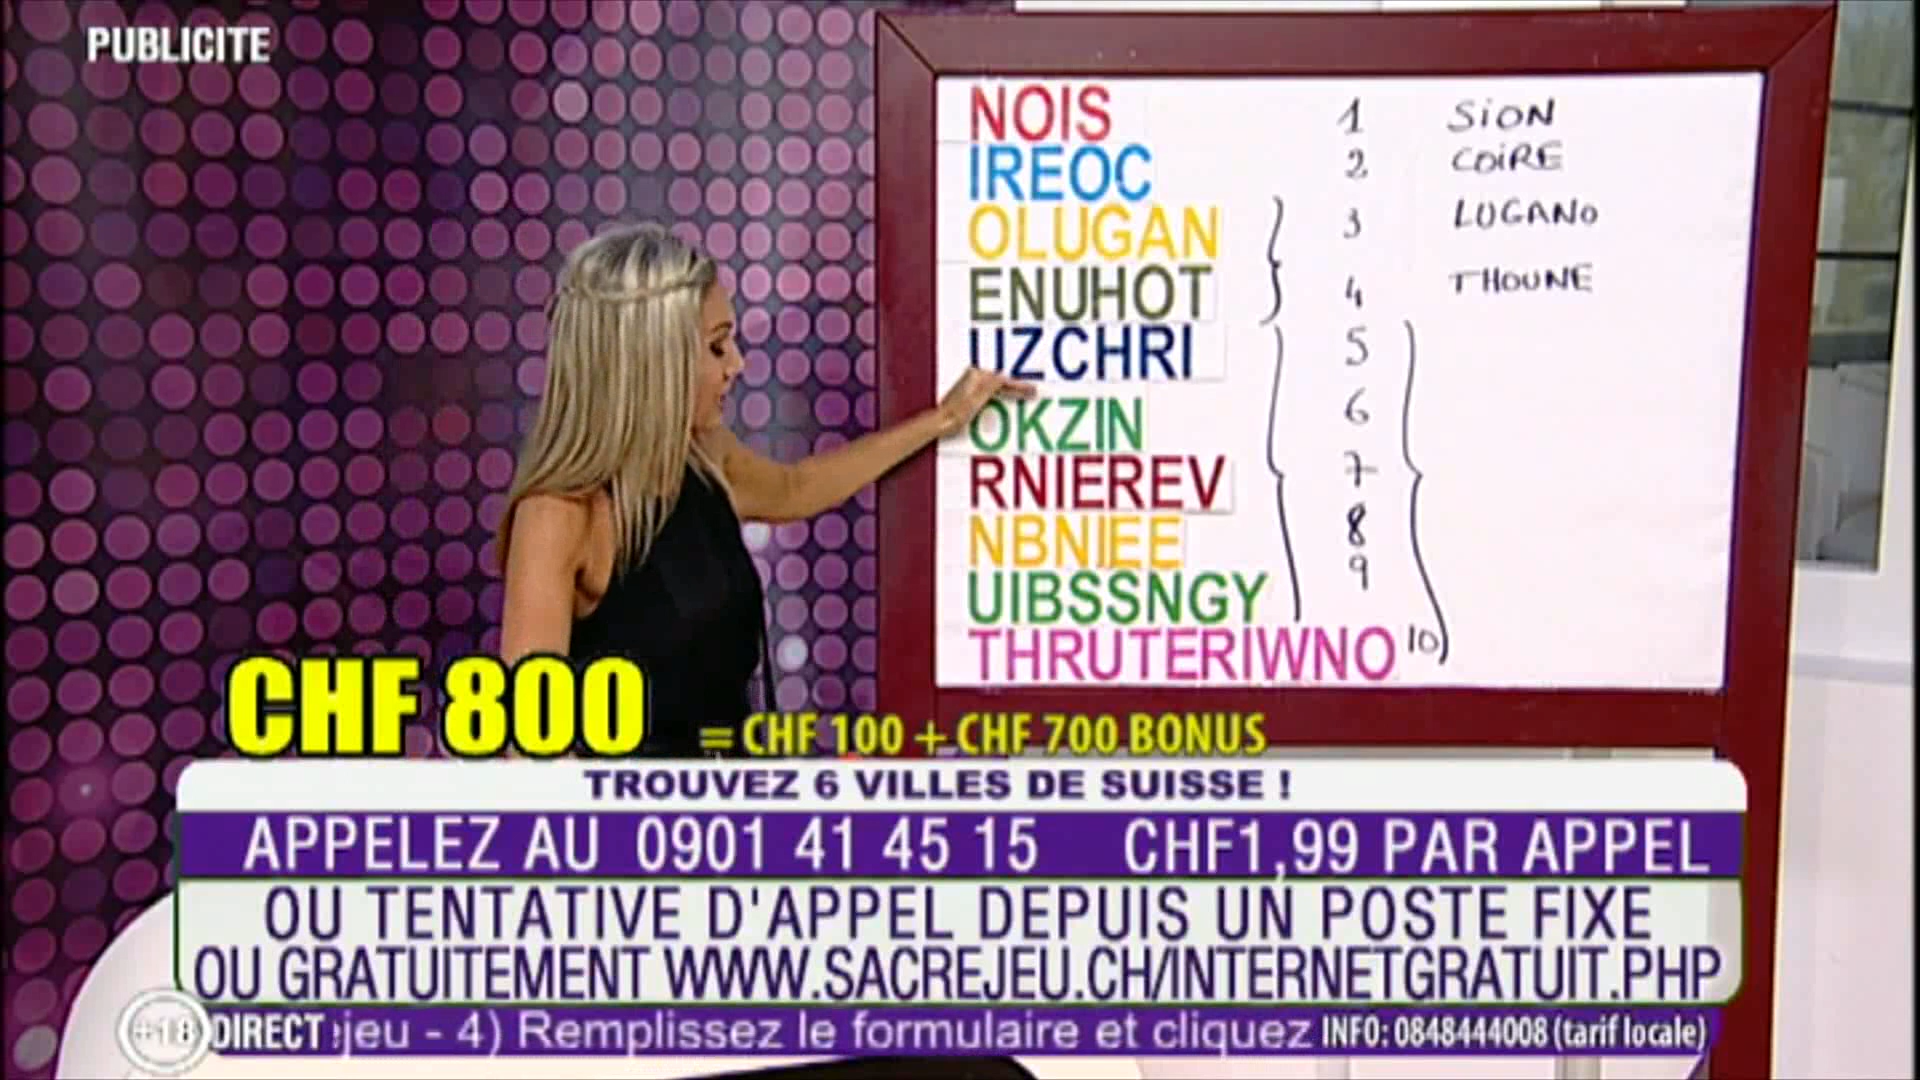 PUBLICITE
NOIS 1 SiON
IREOC 2 COiRE
OLUGAN 3 LUGANO
ENUHOT 4 THOUNE
UZCHRI 5
OKZIN 6
RNIEREV 7
NBNIEE 8
UIBSSNGY 9
THRUTERIWNO 10
CHF 800 = CHF 100 + CHF 700 BONUS
TROUVEZ 6 VILLES DE SUISSE !
APPELEZ AU 0901 41 45 15 CHF1,99 PAR APPEL
OU TENTATIVE D'APPEL DEPUIS UN POSTE FIXE
OU GRATUITEMENT WWW.SACREJEU.CH/INTERNETGRATUIT.PHP
+18 DIRECT jeu - 4) Remplissez le formulaire et cliquez INFO: 0848444008 (tarif locale)